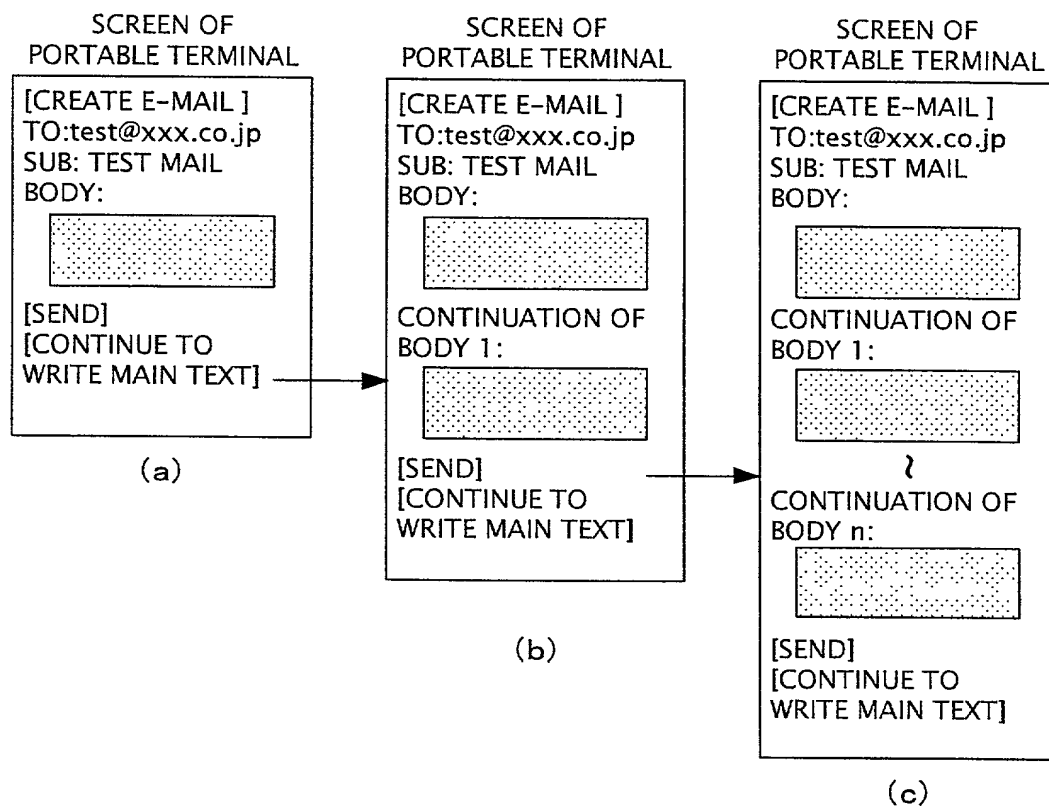 SCREEN OF
PORTABLE TERMINAL
[CREATE E-MAIL ]
TO:test@xxx.co.jp
SUB: TEST MAIL
BODY:
[SEND]
[CONTINUE TO
WRITE MAIN TEXT]
(a)
SCREEN OF
PORTABLE TERMINAL
[CREATE E-MAIL ]
TO:test@xxx.co.jp
SUB: TEST MAIL
BODY:
CONTINUATION OF
BODY 1:
[SEND]
[CONTINUE TO
WRITE MAIN TEXT]
(b)
SCREEN OF
PORTABLE TERMINAL
[CREATE E-MAIL ]
TO:test@xxx.co.jp
SUB: TEST MAIL
BODY:
CONTINUATION OF
BODY 1:
~
CONTINUATION OF
BODY n:
[SEND]
[CONTINUE TO
WRITE MAIN TEXT]
(c)